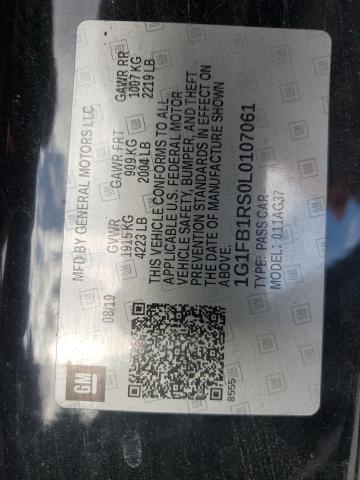 GM
MFD BY GENERAL MOTORS LLC
08/19
GVWR
1915 KG
4223 LB
GAWR FRT
909 KG
2004 LB
GAWR RR
1007 KG
2219 LB
THIS VEHICLE CONFORMS TO ALL
APPLICABLE U.S. FEDERAL MOTOR
VEHICLE SAFETY, BUMPER, AND THEFT
PREVENTION STANDARDS IN EFFECT ON
THE DATE OF MANUFACTURE SHOWN
ABOVE.
1G1FB1RS0L0107061
TYPE: PASS CAR
MODEL: 011AG37
8555